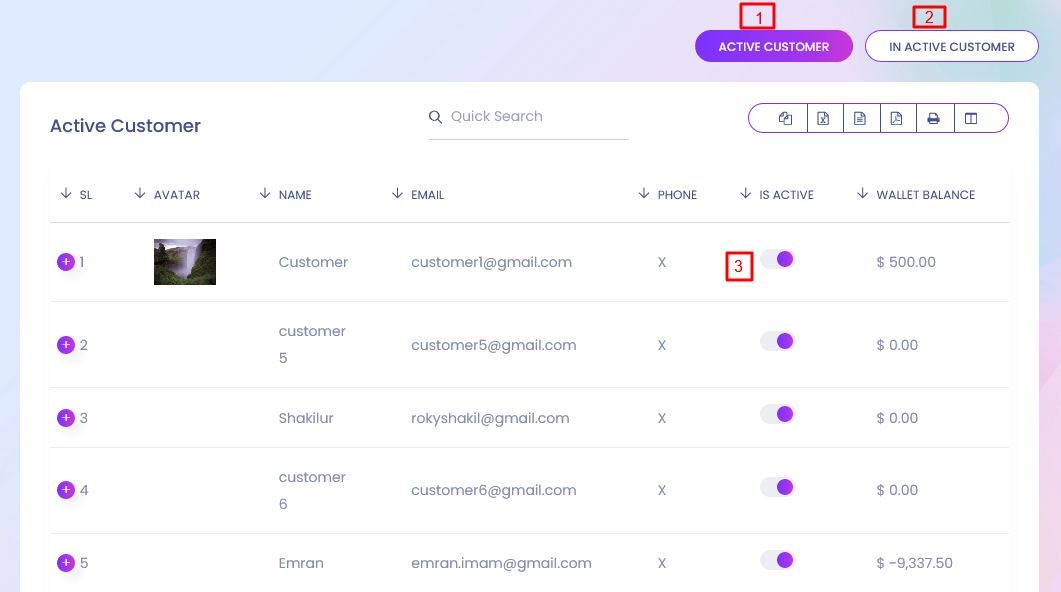 1
2
ACTIVE CUSTOMER
IN ACTIVE CUSTOMER
Active Customer
Quick Search
SL AVATAR NAME EMAIL PHONE IS ACTIVE WALLET BALANCE
1 Customer customer1@gmail.com X 3 $ 500.00
customer
2 customer5@gmail.com X $ 0.00
5
3 Shakilur rokyshakil@gmail.com X $ 0.00
customer
4 customer6@gmail.com X $ 0.00
6
5 Emran emran.imam@gmail.com X $ -9,337.50